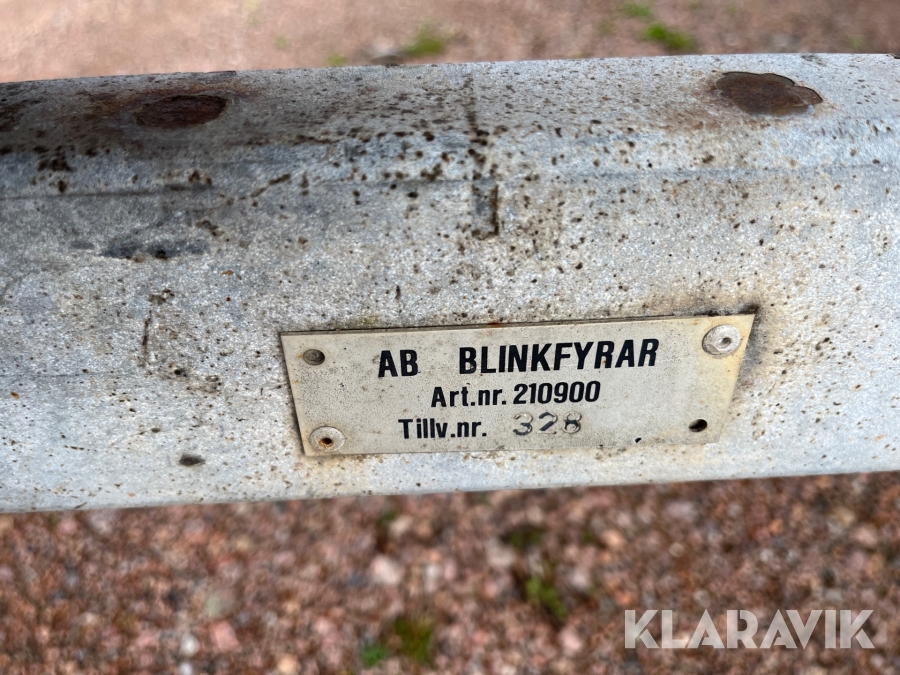 AB BLINKFYRAR
Art.nr. 210900
Tillv.nr. 328
KLARAVIK